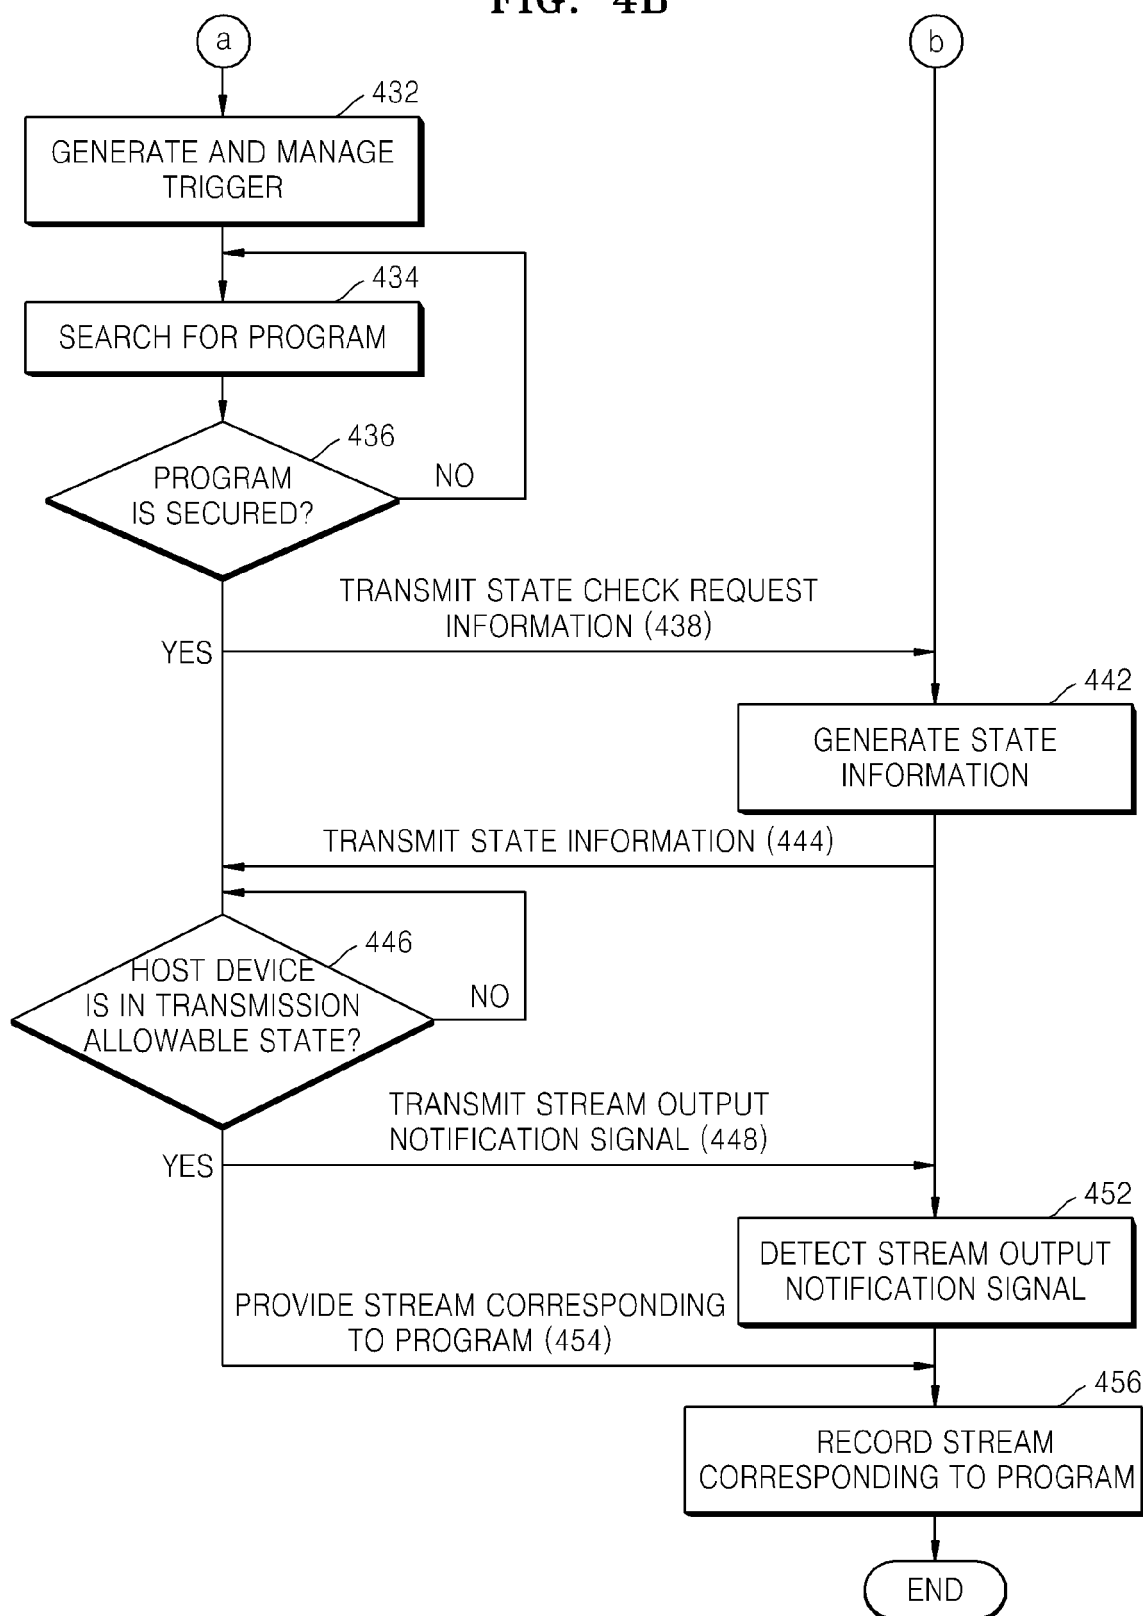 FIG. 4B
a
b
432
GENERATE AND MANAGE
TRIGGER
434
SEARCH FOR PROGRAM
436
PROGRAM
IS SECURED?
NO
TRANSMIT STATE CHECK REQUEST
INFORMATION (438)
YES
442
GENERATE STATE
INFORMATION
TRANSMIT STATE INFORMATION (444)
446
HOST DEVICE
IS IN TRANSMISSION
ALLOWABLE STATE?
NO
TRANSMIT STREAM OUTPUT
NOTIFICATION SIGNAL (448)
YES
452
DETECT STREAM OUTPUT
NOTIFICATION SIGNAL
PROVIDE STREAM CORRESPONDING
TO PROGRAM (454)
456
RECORD STREAM
CORRESPONDING TO PROGRAM
END